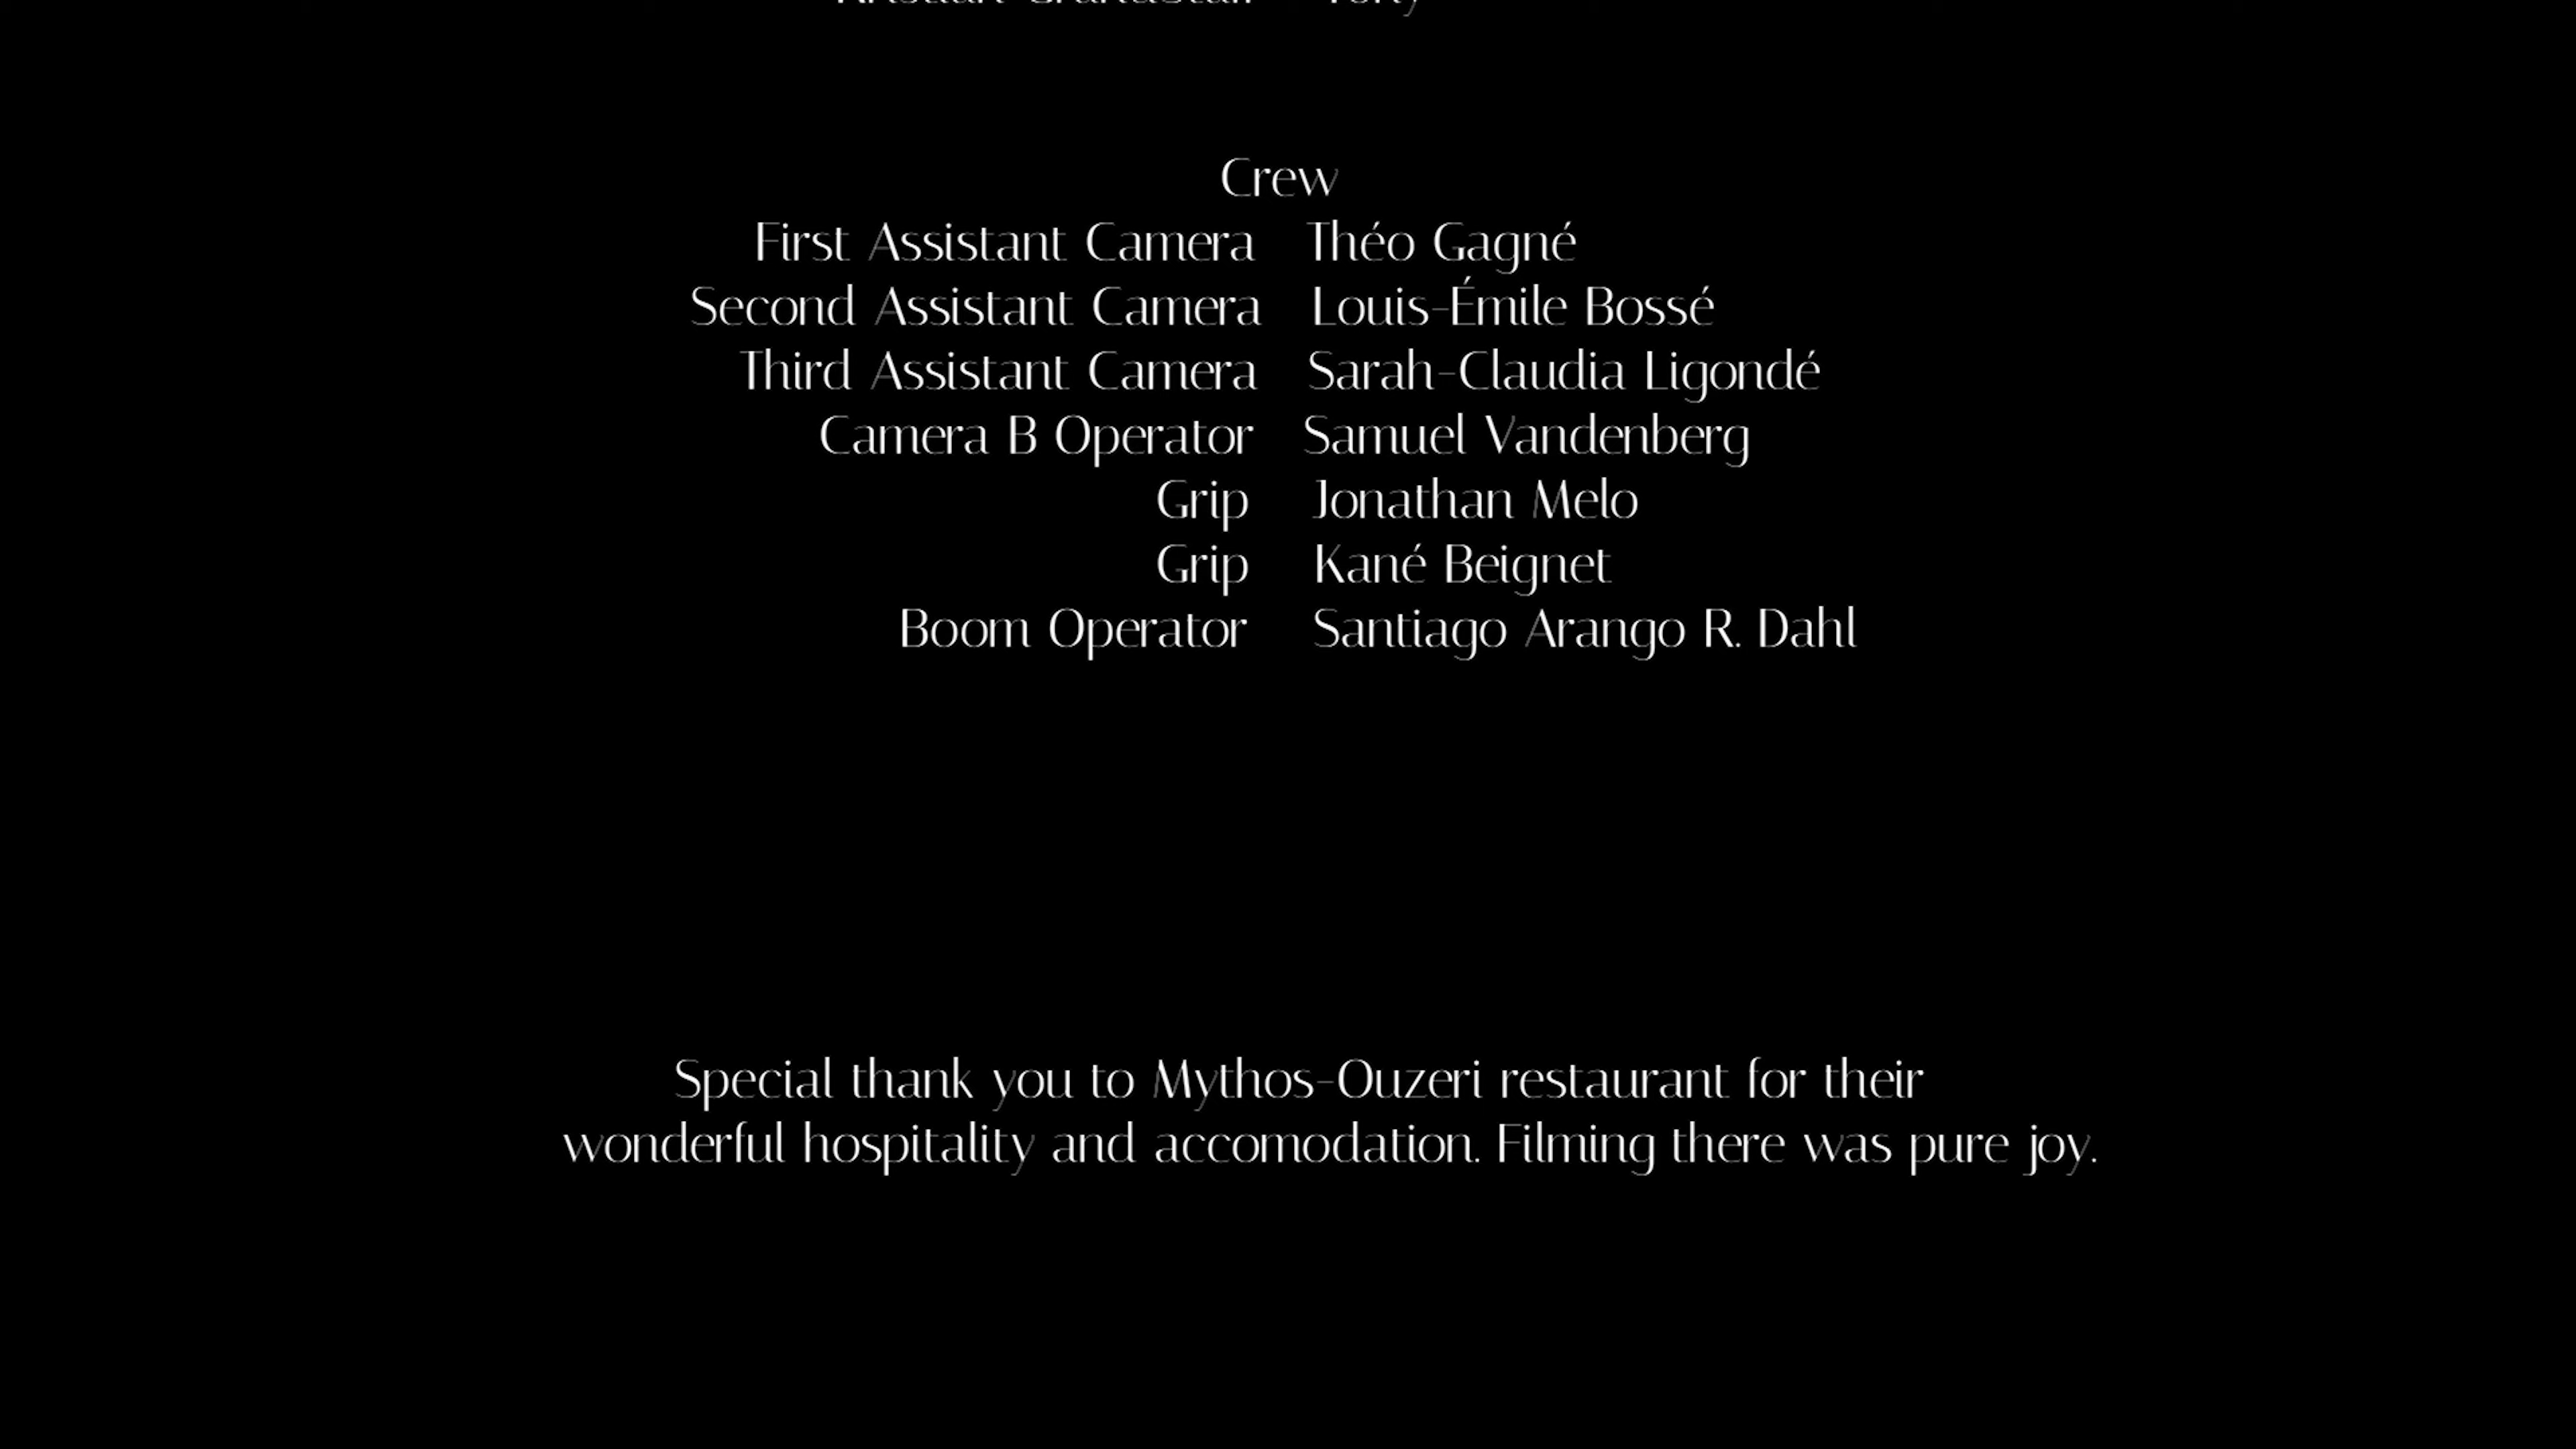 Crew
First Assistant Camera Théo Gagné
Second Assistant Camera Louis-Émile Bossé
Third Assistant Camera Sarah-Claudia Ligondé
Camera B Operator Samuel Vandenberg
Grip Jonathan Melo
Grip Kané Beignet
Boom Operator Santiago Arango R. Dahl
Special thank you to Mythos-Ouzeri restaurant for their
wonderful hospitality and accomodation. Filming there was pure joy.